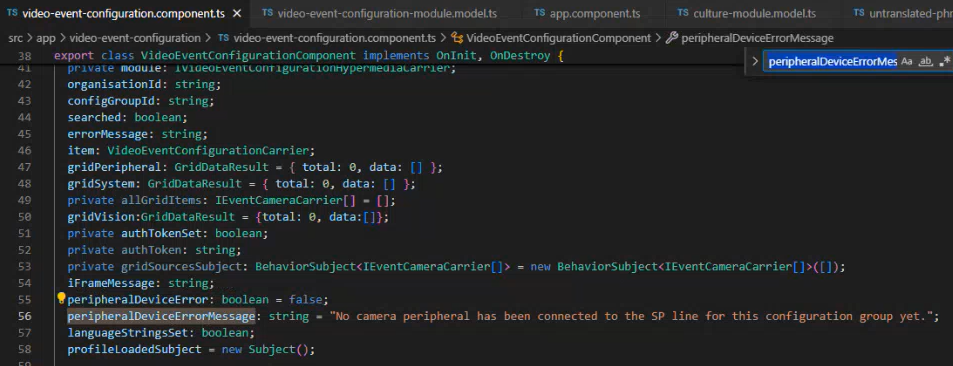 TS video-event-configuration.component.ts × TS video-event-configuration-module.model.ts TS app.component.ts TS culture-module.model.ts TS untranslated-phr
src > app > video-event-configuration > TS video-event-configuration.component.ts > VideoEventConfigurationComponent > peripheralDeviceErrorMessage
38 export class VideoEventConfigurationComponent implements OnInit, OnDestroy {
> peripheralDeviceErrorMes Aa ab .*
41 private module: IVideoEventConfigurationHypermediaCarrier;
42 organisationId: string;
43 configGroupId: string;
44 searched: boolean;
45 errorMessage: string;
46 item: VideoEventConfigurationCarrier;
47 gridPeripheral: GridDataResult = { total: 0, data: [] };
48 gridSystem: GridDataResult = { total: 0, data: [] };
49 private allGridItems: IEventCameraCarrier[] = [];
50 gridVision:GridDataResult = {total: 0, data:[]};
51 private authTokenSet: boolean;
52 private authToken: string;
53 private gridSourcesSubject: BehaviorSubject<IEventCameraCarrier[]> = new BehaviorSubject<IEventCameraCarrier[]>([]);
54 iFrameMessage: string;
55 peripheralDeviceError: boolean = false;
56 peripheralDeviceErrorMessage: string = "No camera peripheral has been connected to the SP line for this configuration group yet.";
57 languageStringsSet: boolean;
58 profileLoadedSubject = new Subject();
59